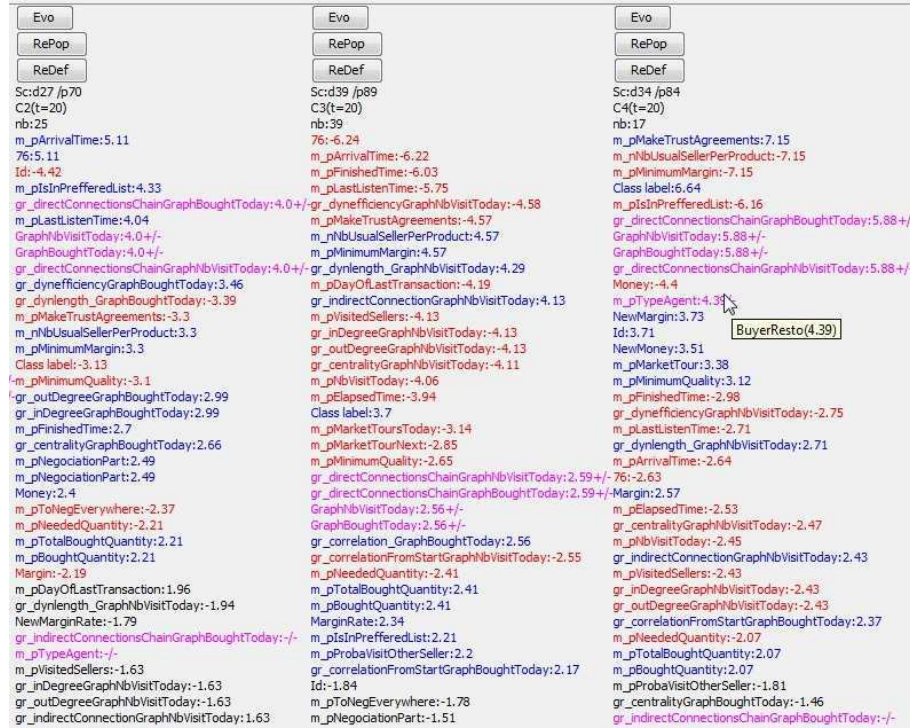 Evo
RePop
ReDef
Sc:d27 /p70
C2(t=20)
nb:25
m_pArrivalTime:5.11
76:5.11
Id:-4.42
m_pIsInPrefferedList:4.33
gr_directConnectionsChainGraphBoughtToday:4.0+/-
m_pLastListenTime:4.04
GraphNbVisitToday:4.0+/-
GraphBoughtToday:4.0+/-
gr_directConnectionsChainGraphNbVisitToday:4.0+/-
gr_dynefficiencyGraphBoughtToday:3.46
gr_dynlength_GraphBoughtToday:-3.39
m_pMakeTrustAgreements:-3.3
m_nNbUsualSellerPerProduct:3.3
m_pMinimumMargin:3.3
Class label:-3.13
/-m_pMinimumQuality:-3.1
-gr_outDegreeGraphBoughtToday:2.99
gr_inDegreeGraphBoughtToday:2.99
m_pFinishedTime:2.7
gr_centralityGraphBoughtToday:2.66
m_pNegociationPart:2.49
m_pNegociationPart:2.49
Money:2.4
m_pToNegEverywhere:-2.37
m_pNeededQuantity:-2.21
m_pTotalBoughtQuantity:2.21
m_pBoughtQuantity:2.21
Margin:-2.19
m_pDayOfLastTransaction:1.96
gr_dynlength_GraphNbVisitToday:-1.94
NewMarginRate:-1.79
gr_indirectConnectionsChainGraphBoughtToday:-/-
m_pTypeAgent:-/-
m_pVisitedSellers:-1.63
gr_inDegreeGraphNbVisitToday:-1.63
gr_outDegreeGraphNbVisitToday:-1.63
gr_indirectConnectionGraphNbVisitToday:1.63
Evo
RePop
ReDef
Sc:d39 /p89
C3(t=20)
nb:39
76:-6.24
m_pArrivalTime:-6.22
m_pFinishedTime:-6.03
m_pLastListenTime:-5.75
gr_dynefficiencyGraphNbVisitToday:-4.58
m_pMakeTrustAgreements:-4.57
m_nNbUsualSellerPerProduct:4.57
m_pMinimumMargin:4.57
gr_dynlength_GraphNbVisitToday:4.29
m_pDayOfLastTransaction:-4.19
gr_indirectConnectionGraphNbVisitToday:4.13
m_pVisitedSellers:-4.13
gr_inDegreeGraphNbVisitToday:-4.13
gr_outDegreeGraphNbVisitToday:-4.13
gr_centralityGraphNbVisitToday:-4.11
m_pNbVisitToday:-4.06
m_pElapsedTime:-3.94
Class label:3.7
m_pMarketToursToday:-3.14
m_pMarketTourNext:-2.85
m_pMinimumQuality:-2.65
gr_directConnectionsChainGraphNbVisitToday:2.59+/-
gr_directConnectionsChainGraphBoughtToday:2.59+/-
GraphNbVisitToday:2.56+/-
GraphBoughtToday:2.56+/-
gr_correlation_GraphBoughtToday:2.56
gr_correlationFromStartGraphNbVisitToday:-2.55
m_pNeededQuantity:-2.41
m_pTotalBoughtQuantity:2.41
m_pBoughtQuantity:2.41
MarginRate:2.34
m_pIsInPrefferedList:2.21
m_pProbaVisitOtherSeller:2.2
gr_correlationFromStartGraphBoughtToday:2.17
Id:-1.84
m_pToNegEverywhere:-1.78
m_pNegociationPart:-1.51
Evo
RePop
ReDef
Sc:d34 /p84
C4(t=20)
nb:17
m_pMakeTrustAgreements:7.15
m_nNbUsualSellerPerProduct:-7.15
m_pMinimumMargin:-7.15
Class label:6.64
m_pIsInPrefferedList:-6.16
gr_directConnectionsChainGraphBoughtToday:5.88+/
GraphNbVisitToday:5.88+/-
GraphBoughtToday:5.88+/-
gr_directConnectionsChainGraphNbVisitToday:5.88+/
Money:-4.4
m_pTypeAgent:4.39
NewMargin:3.73
Id:3.71
BuyerResto(4.39)
NewMoney:3.51
m_pMarketTour:3.38
m_pMinimumQuality:3.12
m_pFinishedTime:-2.98
gr_dynefficiencyGraphNbVisitToday:-2.75
m_pLastListenTime:-2.71
gr_dynlength_GraphNbVisitToday:2.71
m_pArrivalTime:-2.64
76:-2.63
Margin:2.57
m_pElapsedTime:-2.53
gr_centralityGraphNbVisitToday:-2.47
m_pNbVisitToday:-2.45
gr_indirectConnectionGraphNbVisitToday:2.43
m_pVisitedSellers:-2.43
gr_inDegreeGraphNbVisitToday:-2.43
gr_outDegreeGraphNbVisitToday:-2.43
gr_correlationFromStartGraphNbVisitToday:2.37
m_pNeededQuantity:-2.07
m_pTotalBoughtQuantity:2.07
m_pBoughtQuantity:2.07
m_pProbaVisitOtherSeller:-1.81
gr_centralityGraphBoughtToday:-1.46
gr_indirectConnectionsChainGraphBoughtToday:-/-